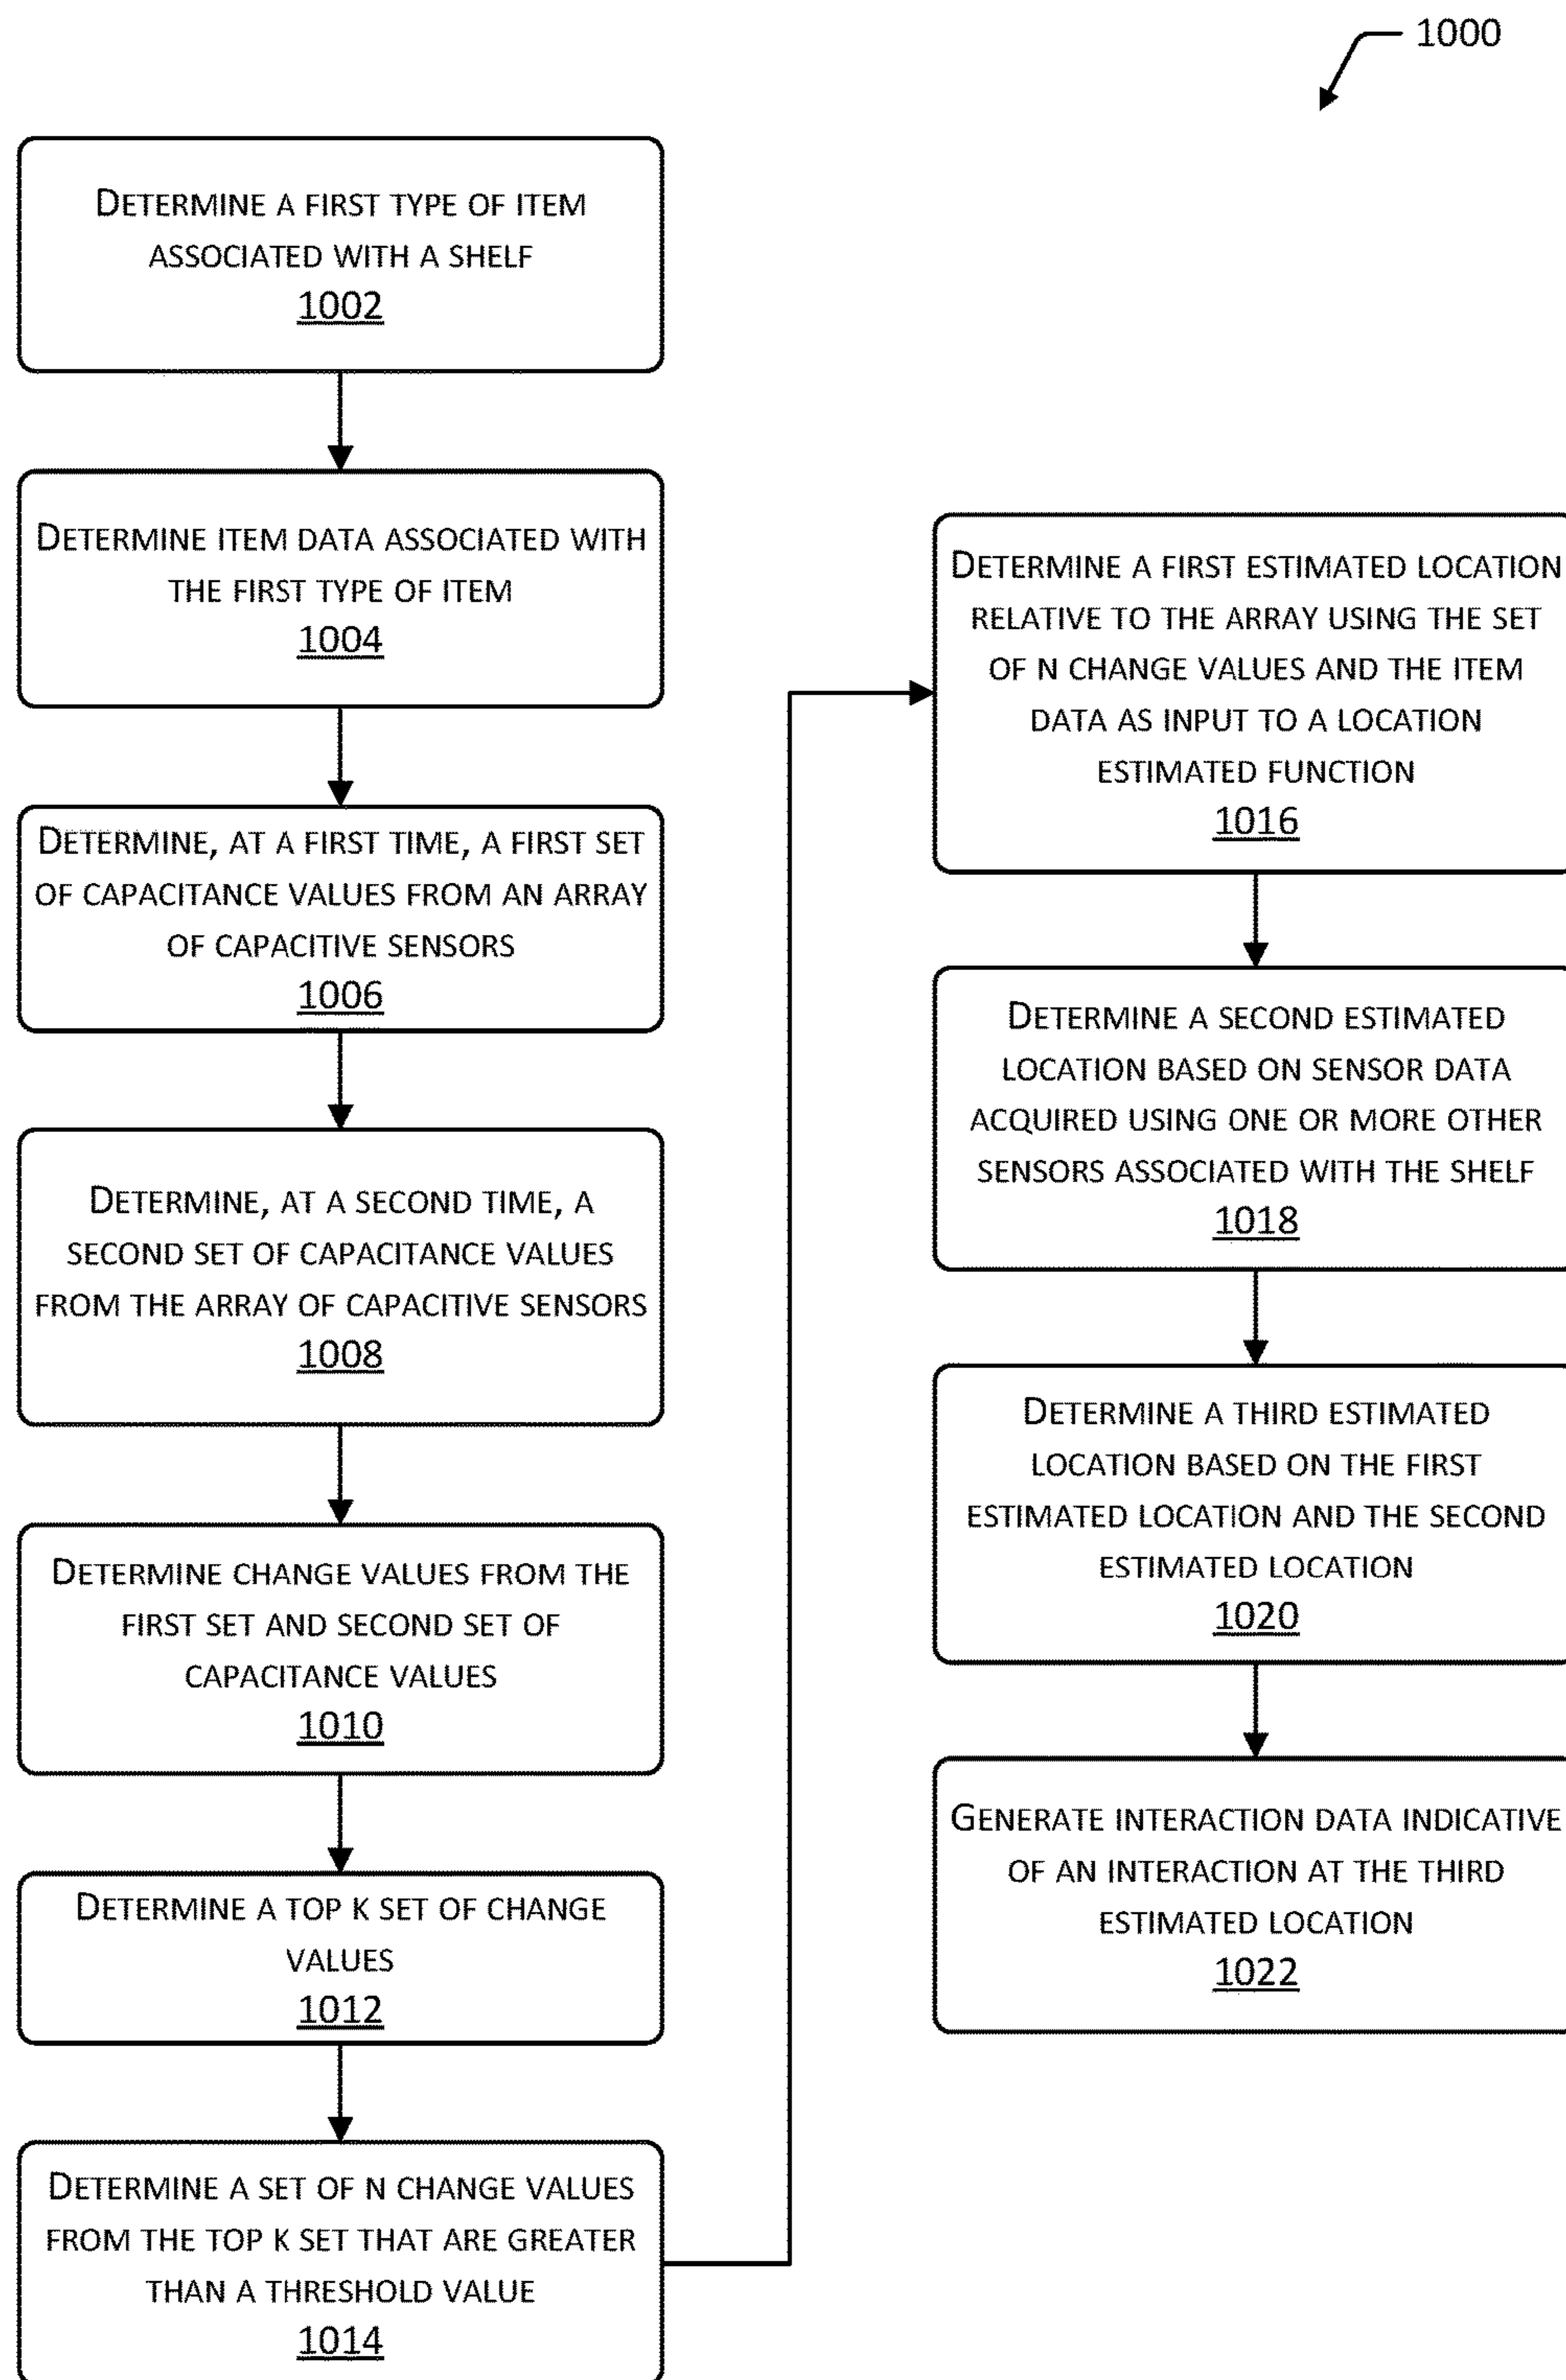 1000
DETERMINE A FIRST TYPE OF ITEM
ASSOCIATED WITH A SHELF
1002
DETERMINE ITEM DATA ASSOCIATED WITH
THE FIRST TYPE OF ITEM
1004
DETERMINE, AT A FIRST TIME, A FIRST SET
OF CAPACITANCE VALUES FROM AN ARRAY
OF CAPACITIVE SENSORS
1006
DETERMINE, AT A SECOND TIME, A
SECOND SET OF CAPACITANCE VALUES
FROM THE ARRAY OF CAPACITIVE SENSORS
1008
DETERMINE CHANGE VALUES FROM THE
FIRST SET AND SECOND SET OF
CAPACITANCE VALUES
1010
DETERMINE A TOP K SET OF CHANGE
VALUES
1012
DETERMINE A SET OF N CHANGE VALUES
FROM THE TOP K SET THAT ARE GREATER
THAN A THRESHOLD VALUE
1014
DETERMINE A FIRST ESTIMATED LOCATION
RELATIVE TO THE ARRAY USING THE SET
OF N CHANGE VALUES AND THE ITEM
DATA AS INPUT TO A LOCATION
ESTIMATED FUNCTION
1016
DETERMINE A SECOND ESTIMATED
LOCATION BASED ON SENSOR DATA
ACQUIRED USING ONE OR MORE OTHER
SENSORS ASSOCIATED WITH THE SHELF
1018
DETERMINE A THIRD ESTIMATED
LOCATION BASED ON THE FIRST
ESTIMATED LOCATION AND THE SECOND
ESTIMATED LOCATION
1020
GENERATE INTERACTION DATA INDICATIVE
OF AN INTERACTION AT THE THIRD
ESTIMATED LOCATION
1022